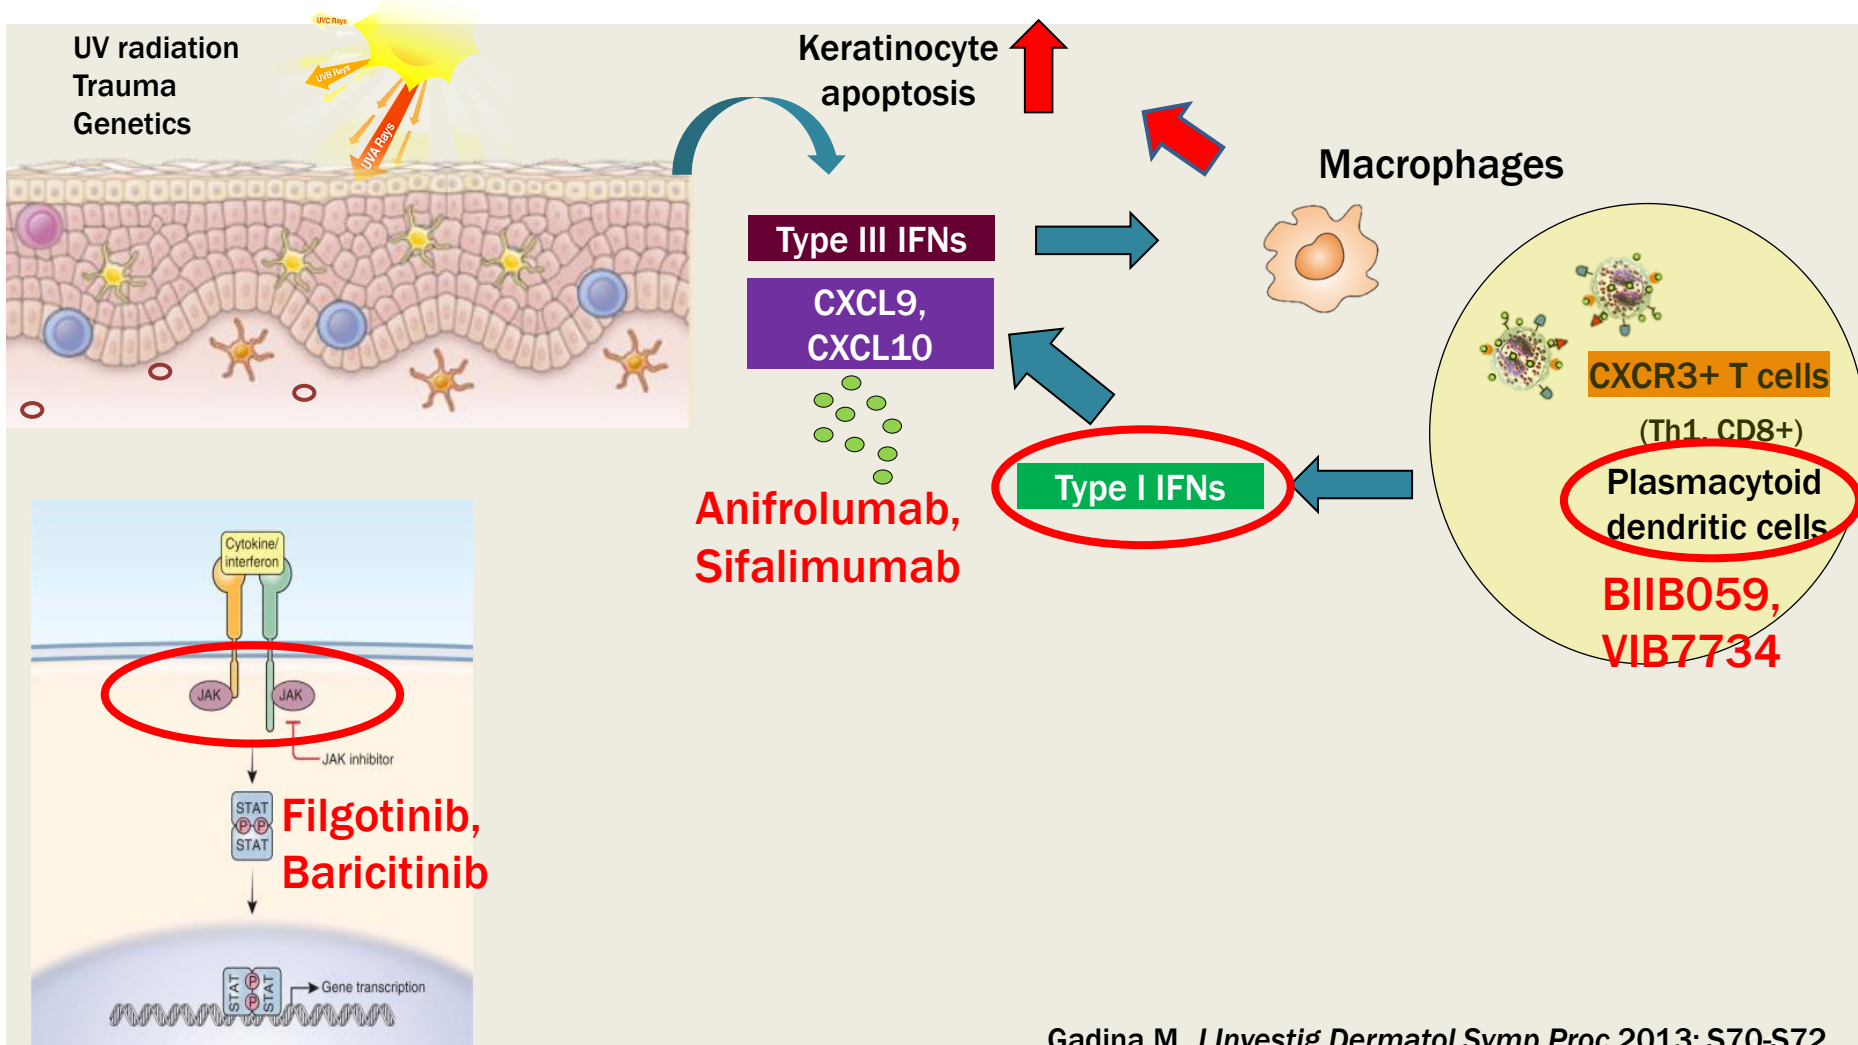 UV radiation
Trauma
Genetics
UVC Rays
UVB Rays
UVA Rays
Keratinocyte
apoptosis
Macrophages
Type III IFNs
CXCL9,
CXCL10
CXCR3+ T cells
(Th1, CD8+)
Plasmacytoid
dendritic cells
BIIB059,
VIB7734
Type I IFNs
Anifrolumab,
Sifalimumab
Cytokine/
interferon
JAK
JAK
JAK inhibitor
STAT
P P
STAT
Filgotinib,
Baricitinib
STAT
P
P
STAT
Gene transcription
Gadina M. J Investig Dermatol Symp Proc 2013; S70-S72